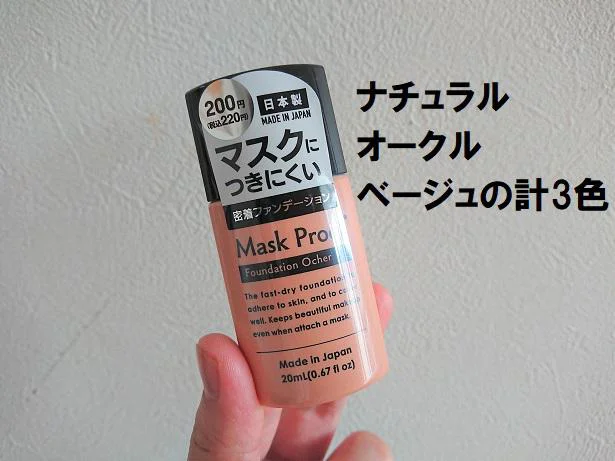 ナチュラル
オークル
ベージュの計3色
200円
(税込220円)
日本製
MADE IN JAPAN
マスクに
つきにくい
密着ファンデーション
Mask
Foundation Ocher
The fast-dry foundation
adhere to skin, and to
well. Keeps beautiful
even when attach a mask.
Made in Japan
20mL(0.67 fl oz)